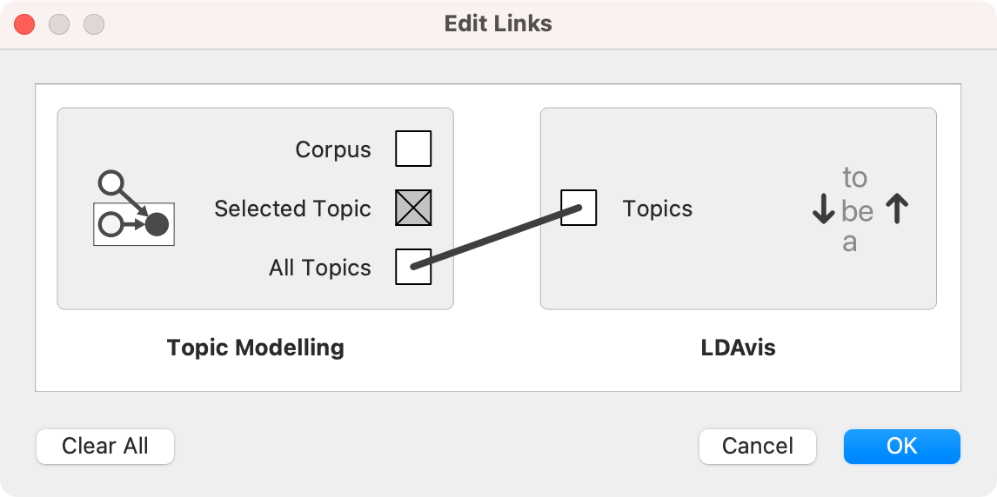 Edit Links
Corpus
Selected Topic
All Topics
Topics
to
be
a
Topic Modelling
LDAvis
Clear All
Cancel
OK